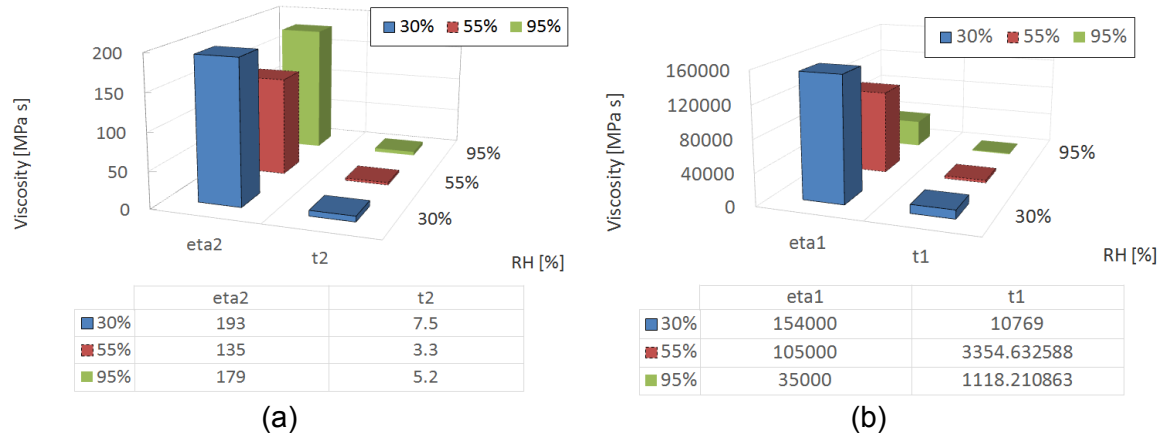 30% 55% 95%
Viscosity [MPa s]
200
150
100
50
0
95%
55%
30%
eta2
t2
RH [%]
eta2 t2
30% 193 7.5
55% 135 3.3
95% 179 5.2
(a)
30% 55% 95%
Viscosity [MPa s]
160000
120000
80000
40000
0
95%
30%
eta1
t1
RH [%]
eta1 t1
30% 154000 10769
55% 105000 3354.632588
95% 35000 1118.210863
(b)